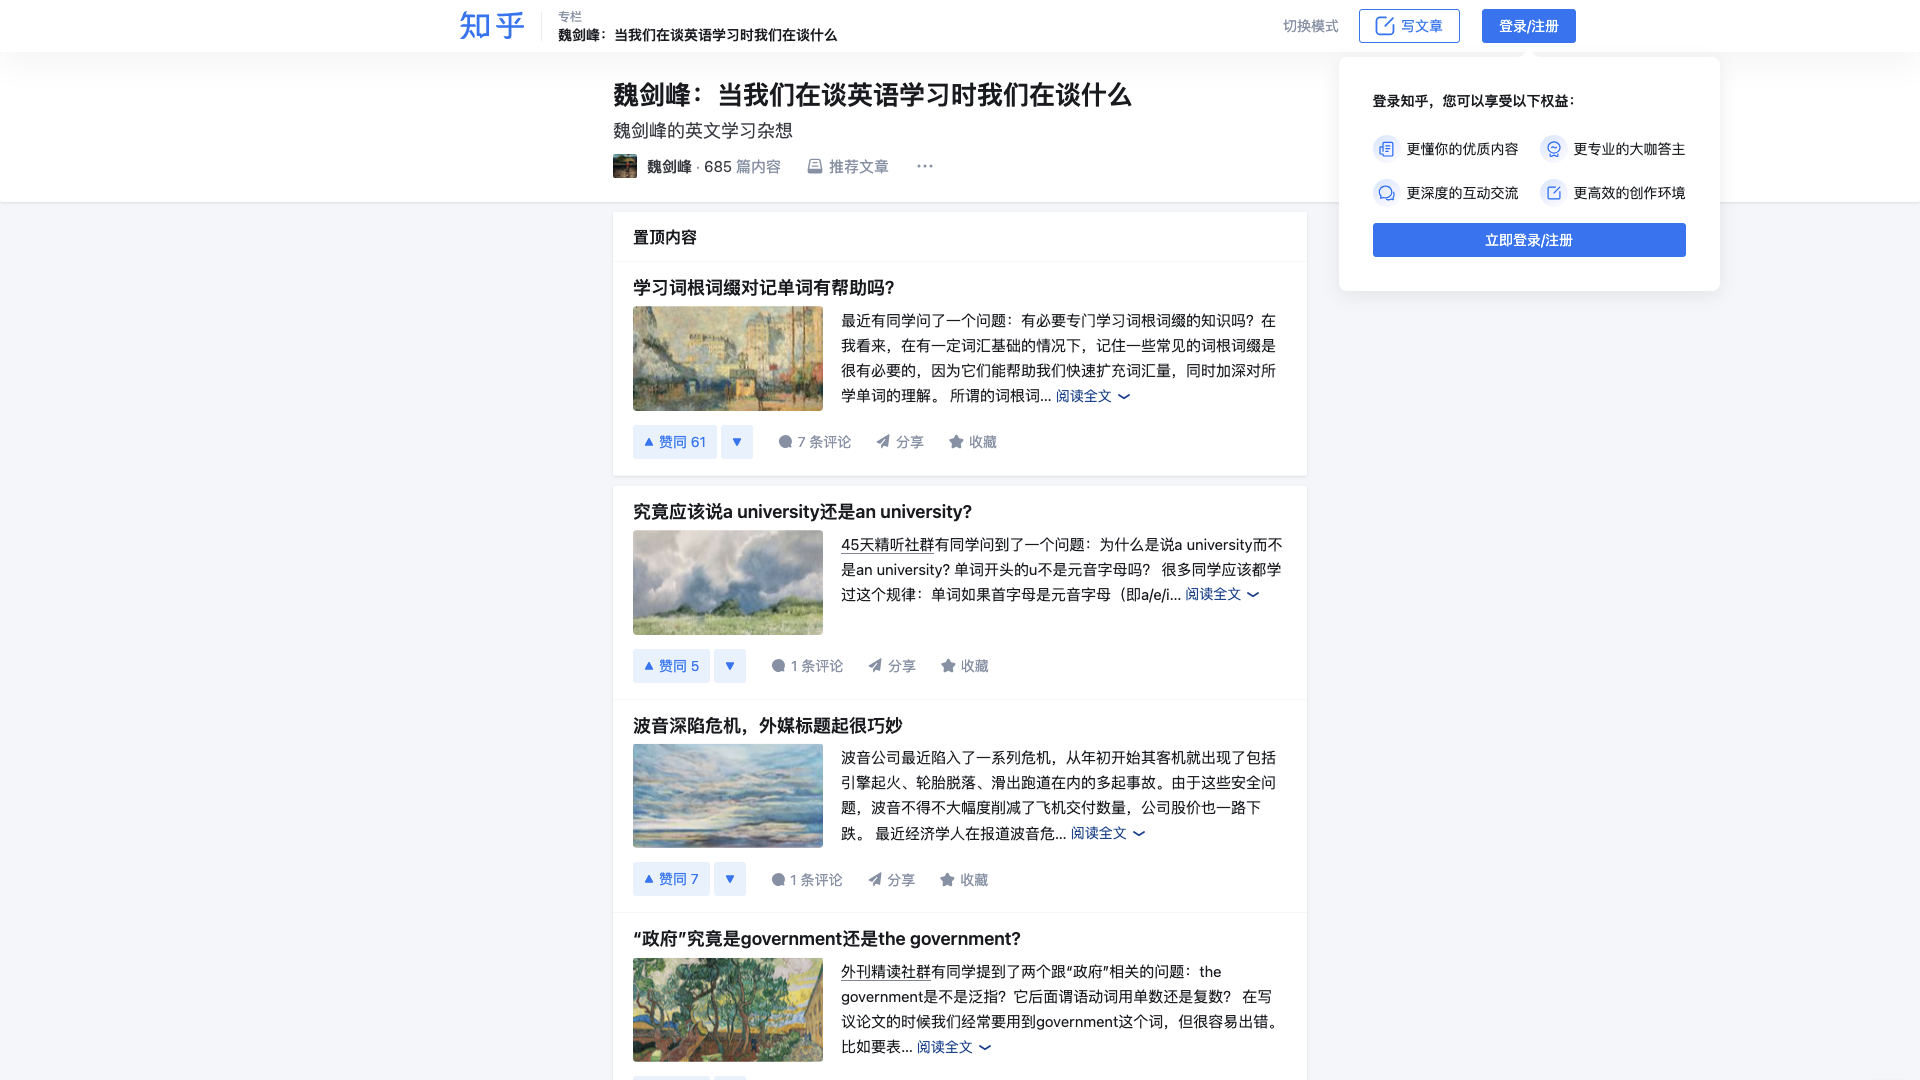 知乎
专栏
魏剑峰：当我们在谈英语学习时我们在谈什么
切换模式
写文章
登录/注册
登录知乎，您可以享受以下权益：
更懂你的优质内容
更专业的大咖答主
更深度的互动交流
更高效的创作环境
立即登录/注册
魏剑峰：当我们在谈英语学习时我们在谈什么
魏剑峰的英文学习杂想
魏剑峰 · 685 篇内容
推荐文章
置顶内容
学习词根词缀对记单词有帮助吗？
最近有同学问了一个问题：有必要专门学习词根词缀的知识吗？在
我看来，在有一定词汇基础的情况下，记住一些常见的词根词缀是
很有必要的，因为它们能帮助我们快速扩充词汇量，同时加深对所
学单词的理解。 所谓的词根词... 阅读全文
赞同 61
7 条评论
分享
收藏
究竟应该说a university还是an university？
45天精听社群有同学问到了一个问题：为什么是说a university而不
是an university? 单词开头的u不是元音字母吗？ 很多同学应该都学
过这个规律：单词如果首字母是元音字母（即a/e/i... 阅读全文
赞同 5
1 条评论
分享
收藏
波音深陷危机，外媒标题起很巧妙
波音公司最近陷入了一系列危机，从年初开始其客机就出现了包括
引擎起火、轮胎脱落、滑出跑道在内的多起事故。由于这些安全问
题，波音不得不大幅度削减了飞机交付数量，公司股价也一路下
跌。 最近经济学人在报道波音危... 阅读全文
赞同 7
1 条评论
分享
收藏
“政府”究竟是government还是the government？
外刊精读社群有同学提到了两个跟“政府”相关的问题：the
government是不是泛指？它后面谓语动词用单数还是复数？ 在写
议论文的时候我们经常要用到government这个词，但很容易出错。
比如要表... 阅读全文